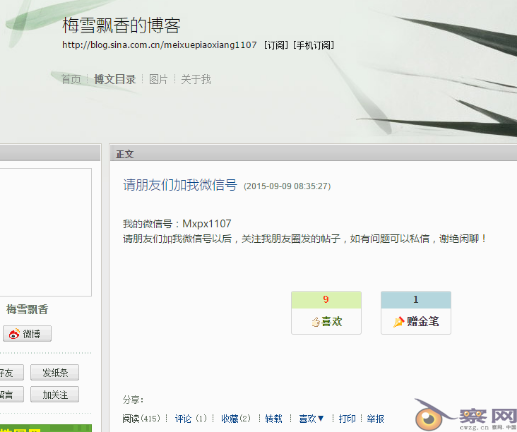 梅雪飘香的博客
http://blog.sina.com.cn/meixuepiaoxiang1107 [订阅] [手机订阅]
首页 博文目录 图片 关于我
正文
请朋友们加我微信号 (2015-09-09 08:35:27)
我的微信号：Mxpx1107
请朋友们加我微信号以后，关注我朋友圈发的帖子，如有问题可以私信，谢绝闲聊！
梅雪飘香
微博
好友 发纸条
留言 加关注
9 1
喜欢 赠金笔
分享：
阅读(415) 评论 (1) 收藏(2) 转载 喜欢▼ 打印 举报
察网
cwzg.cn 察网. 中国